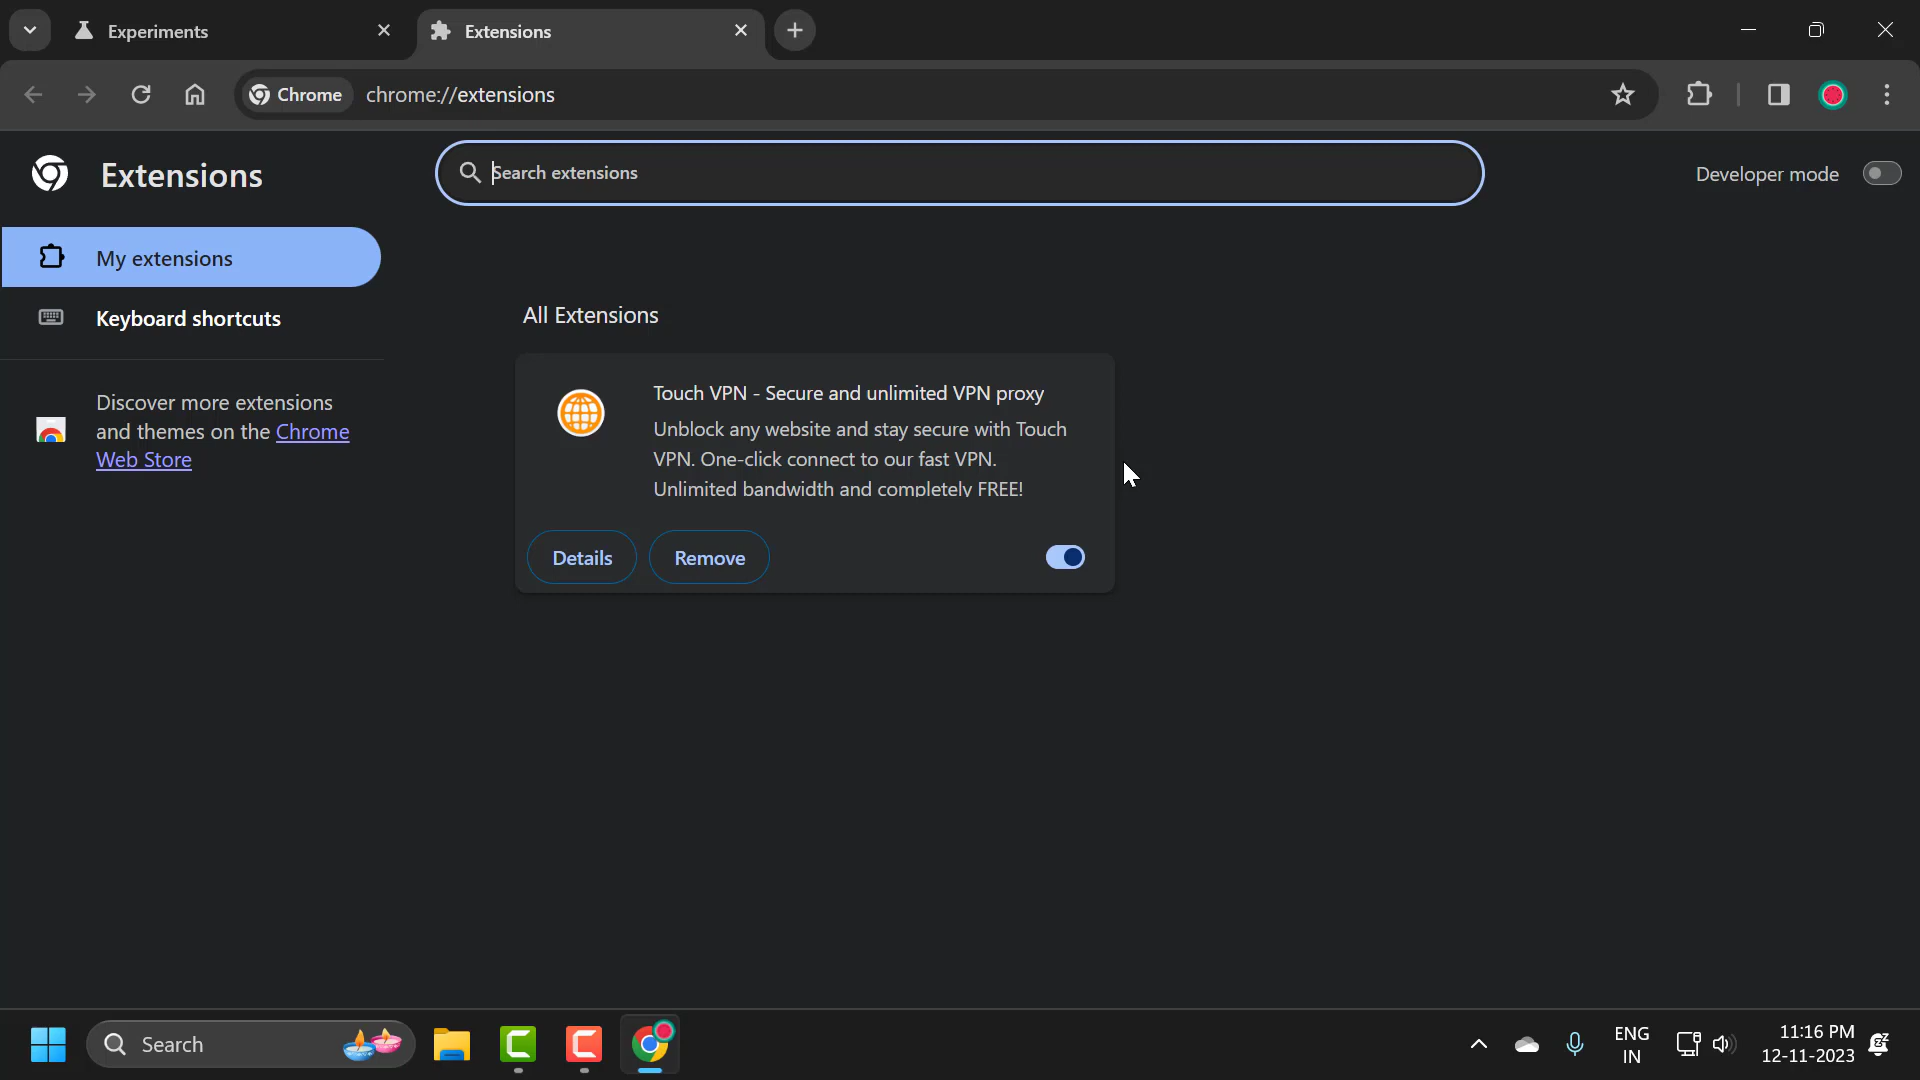 Experiments
Extensions
Chrome
chrome://extensions
Extensions
Search extensions
Developer mode
My extensions
Keyboard shortcuts
Discover more extensions
and themes on the Chrome
Web Store
All Extensions
Touch VPN - Secure and unlimited VPN proxy
Unblock any website and stay secure with Touch
VPN. One-click connect to our fast VPN.
Unlimited bandwidth and completely FREE!
Details
Remove
Search
ENG
IN
11:16 PM
12-11-2023